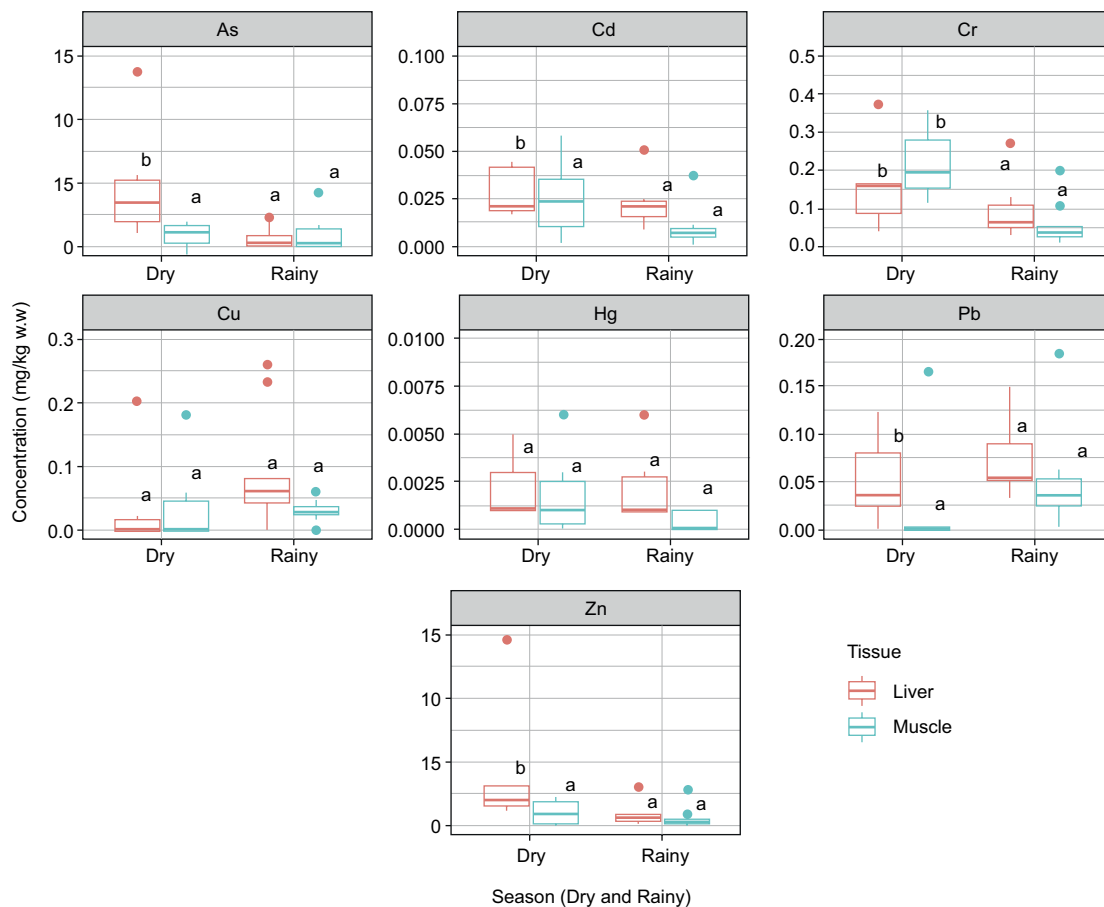 As Cd Cr
15
10
15
0
b a a a
Dry Rainy
0.100
0.075
0.050
0.025
0.000
b a a a
Dry Rainy
0.5
0.4
0.3
0.2
0.1
0.0
b b a a
Dry Rainy
Cu Hg Pb
0.3
0.2
0.1
0.0
a a a a
Dry Rainy
0.0100
0.0075
0.0050
0.0025
0.0000
a a a a
Dry Rainy
0.20
0.15
0.10
0.05
0.00
b a a a
Dry Rainy
Concentration (mg/kg w.w)
Zn
15
10
15
0
b a a a
Dry Rainy
Season (Dry and Rainy)
Tissue
Liver
Muscle